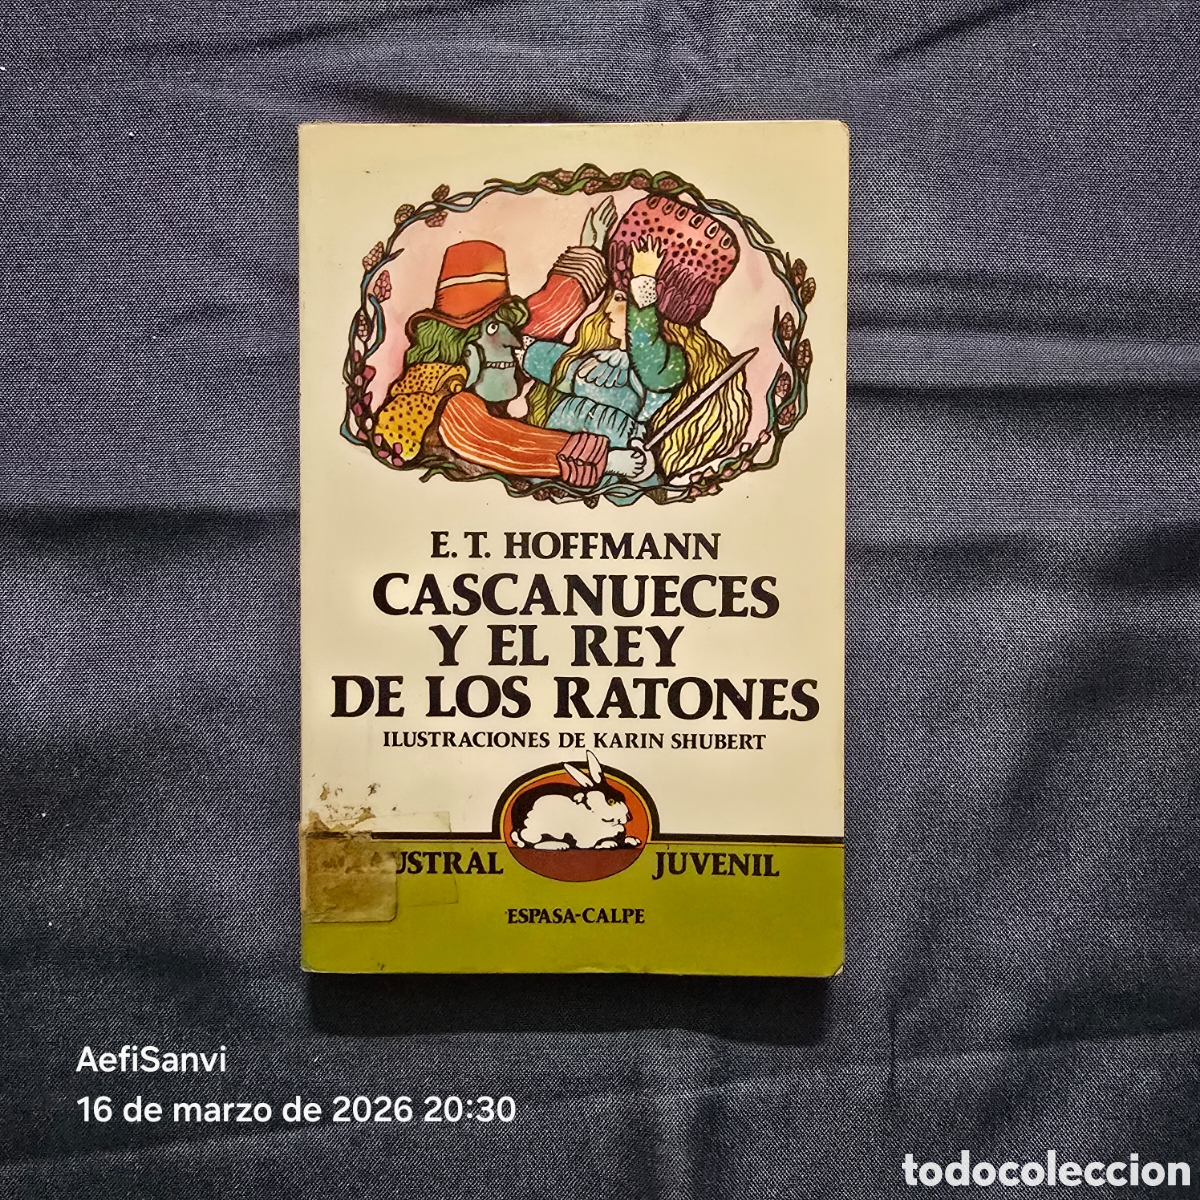 E. T. HOFFMANN
CASCANUECES
Y EL REY
DE LOS RATONES
ILUSTRACIONES DE KARIN SHUBERT
USTRAL JUVENIL
ESPASA-CALPE
AefiSanvi
16 de marzo de 2026 20:30
todocoleccion